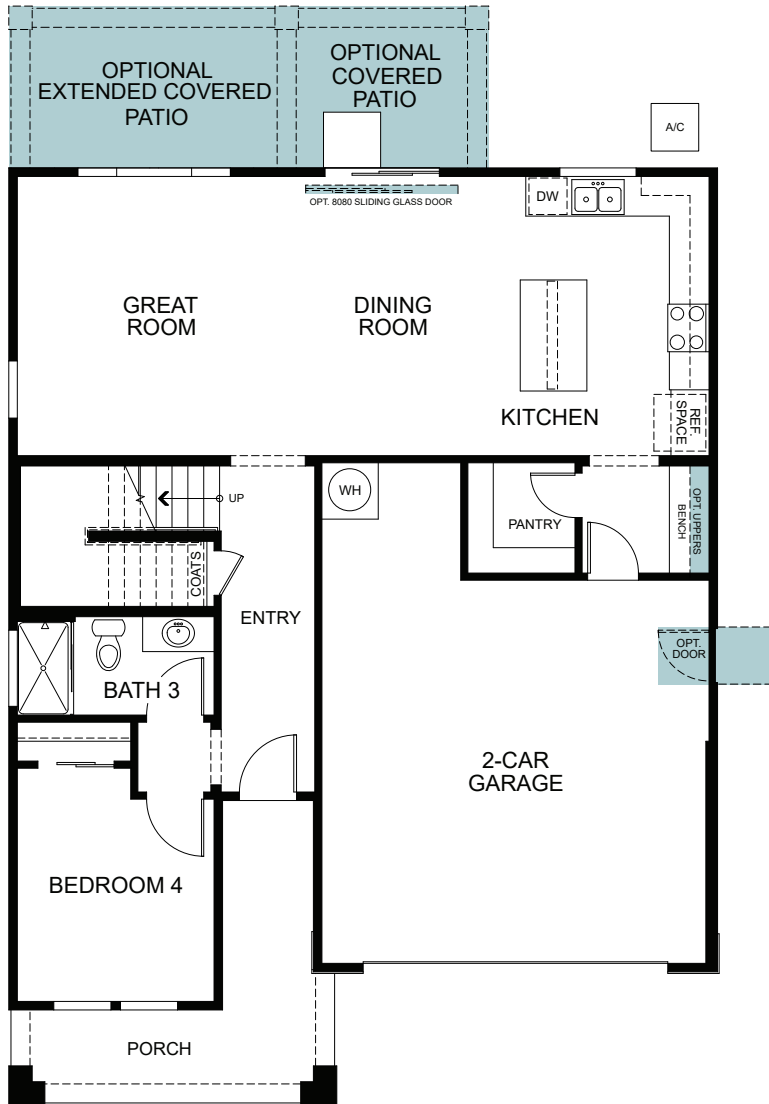 OPTIONAL
EXTENDED COVERED
PATIO
OPTIONAL
COVERED
PATIO
A/C
OPT. 8080 SLIDING GLASS DOOR
DW
GREAT
ROOM
DINING
ROOM
KITCHEN
REF.
SPACE
WH
UP
PANTRY
OPT. UPPERS
BENCH
COATS
ENTRY
OPT.
DOOR
BATH 3
2-CAR
GARAGE
BEDROOM 4
PORCH